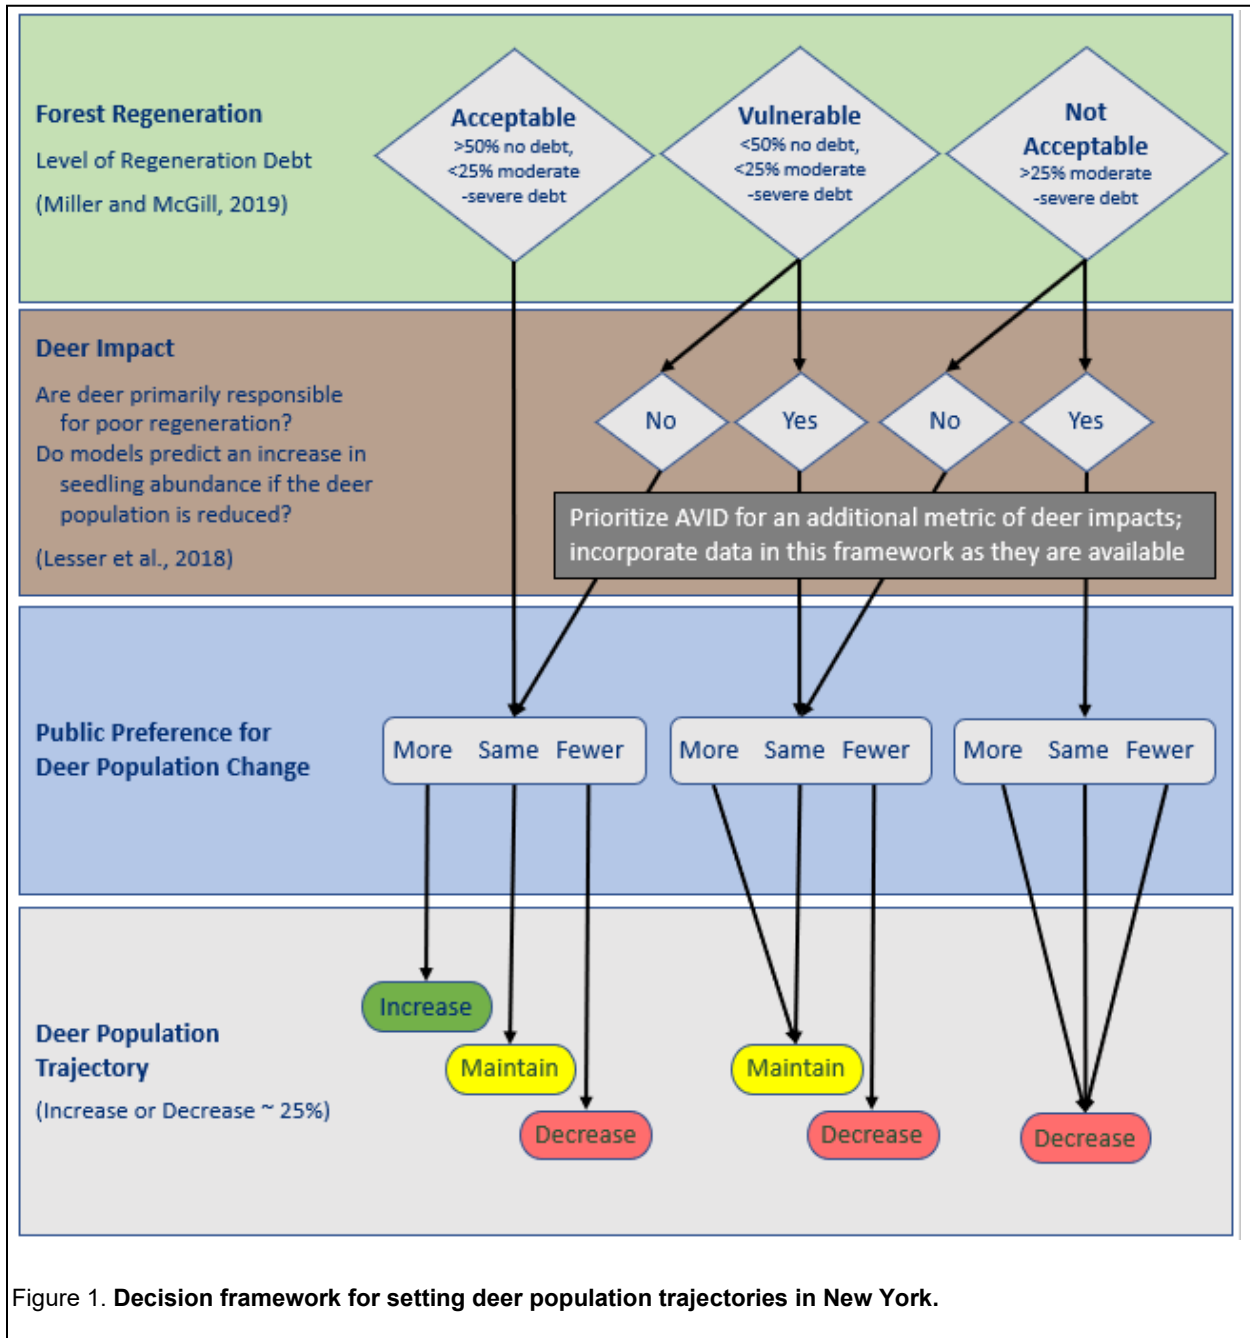 Forest Regeneration
Level of Regeneration Debt
(Miller and McGill, 2019)
Acceptable
>50% no debt,
<25% moderate
-severe debt
Vulnerable
<50% no debt,
<25% moderate
-severe debt
Not
Acceptable
>25% moderate
-severe debt
Deer Impact
Are deer primarily responsible
for poor regeneration?
Do models predict an increase in
seedling abundance if the deer
population is reduced?
(Lesser et al., 2018)
No
Yes
No
Yes
Prioritize AVID for an additional metric of deer impacts;
incorporate data in this framework as they are available
Public Preference for
Deer Population Change
More Same Fewer
More Same Fewer
More Same Fewer
Deer Population
Trajectory
(Increase or Decrease ~ 25%)
Increase
Maintain
Decrease
Maintain
Decrease
Decrease
Figure 1. Decision framework for setting deer population trajectories in New York.